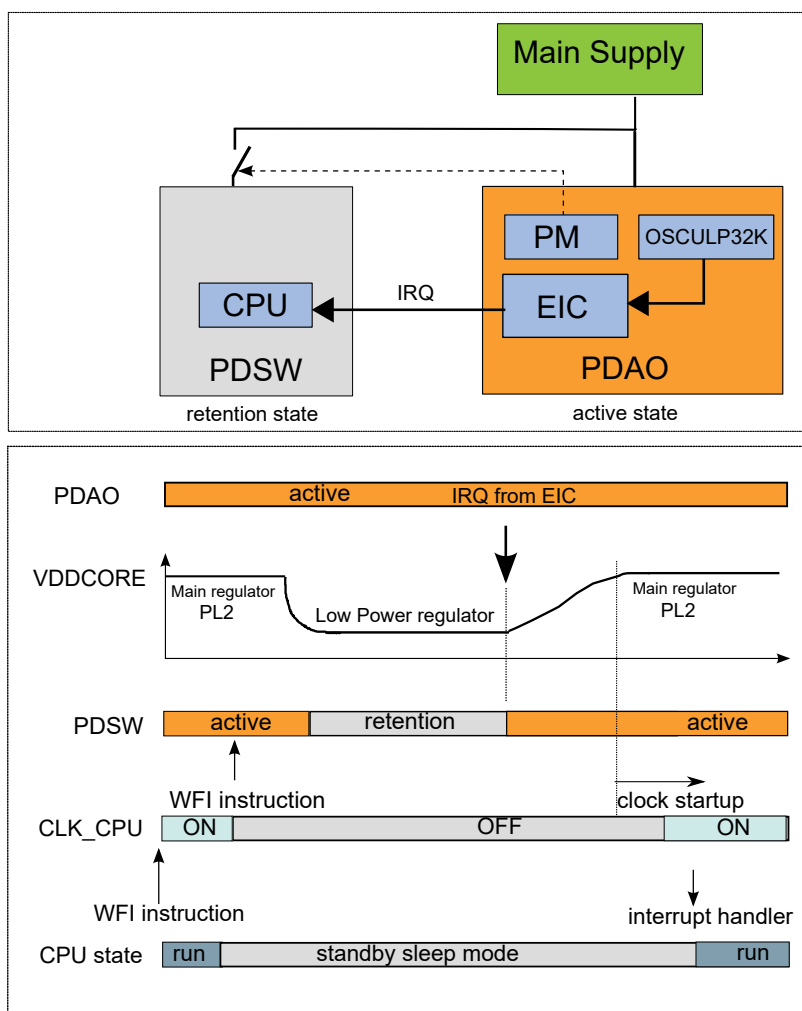 Main Supply
PM
OSCULP32K
CPU
IRQ
EIC
PDSW
PDAO
retention state
active state
PDAO
active
IRQ from EIC
VDDCORE
Main regulator
PL2
Low Power regulator
Main regulator
PL2
PDSW
active
retention
active
WFI instruction
clock startup
CLK_CPU
ON
OFF
ON
WFI instruction
interrupt handler
CPU state
run
standby sleep mode
run